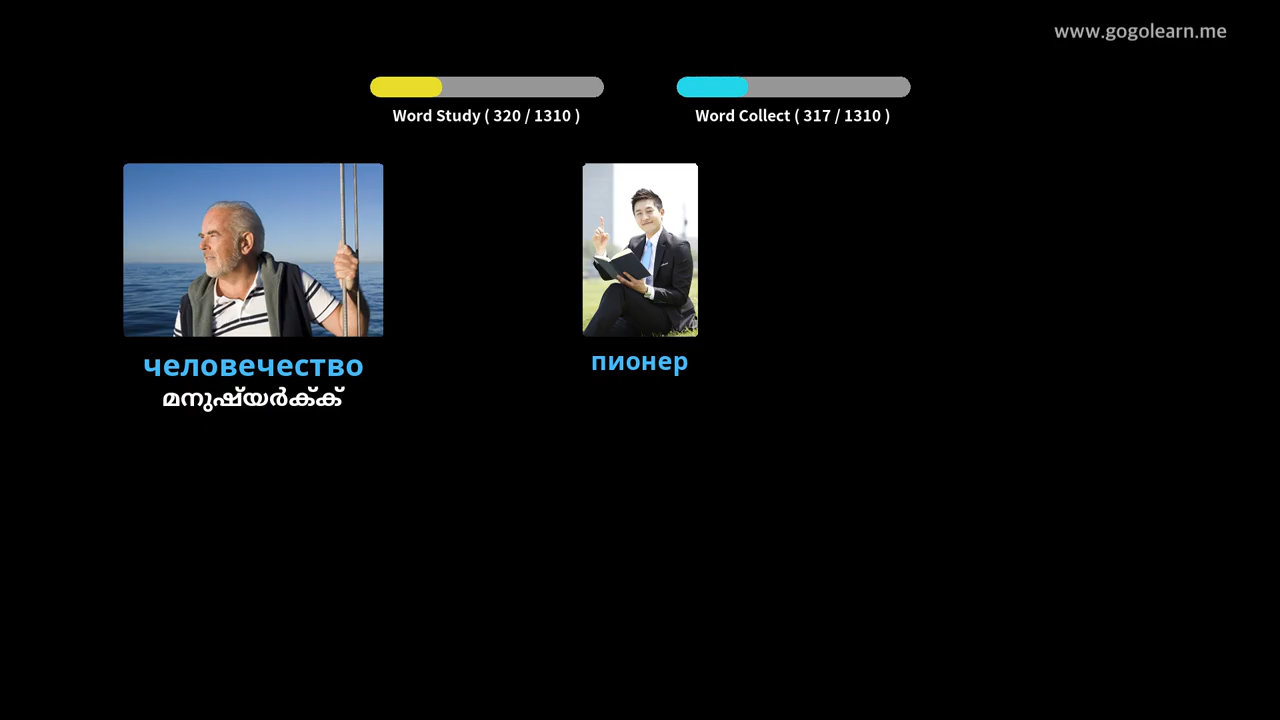 www.gogolearn.me
Word Study ( 320 / 1310 )
Word Collect ( 317 / 1310 )
человечество
മനുഷ്യർക്ക്
пионер